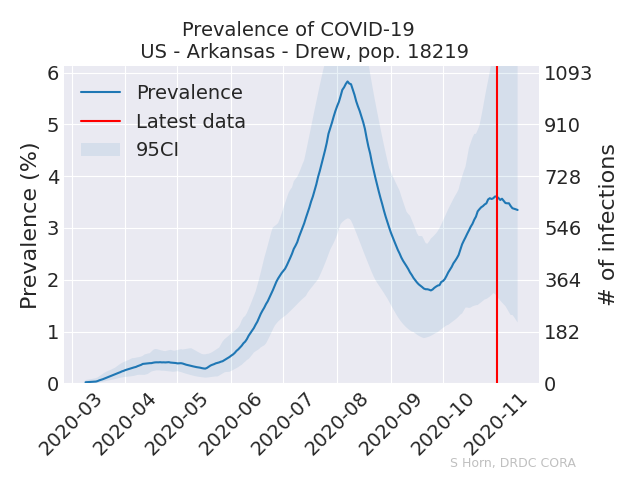 Prevalence of COVID-19
US - Arkansas - Drew, pop. 18219
Prevalence
Latest data
95CI
Prevalence (%)
6
5
4
3
2
1
0
1093
910
728
546
364
182
0
# of infections
2020-03
2020-04
2020-05
2020-06
2020-07
2020-08
2020-09
2020-10
2020-11
S Horn, DRDC CORA